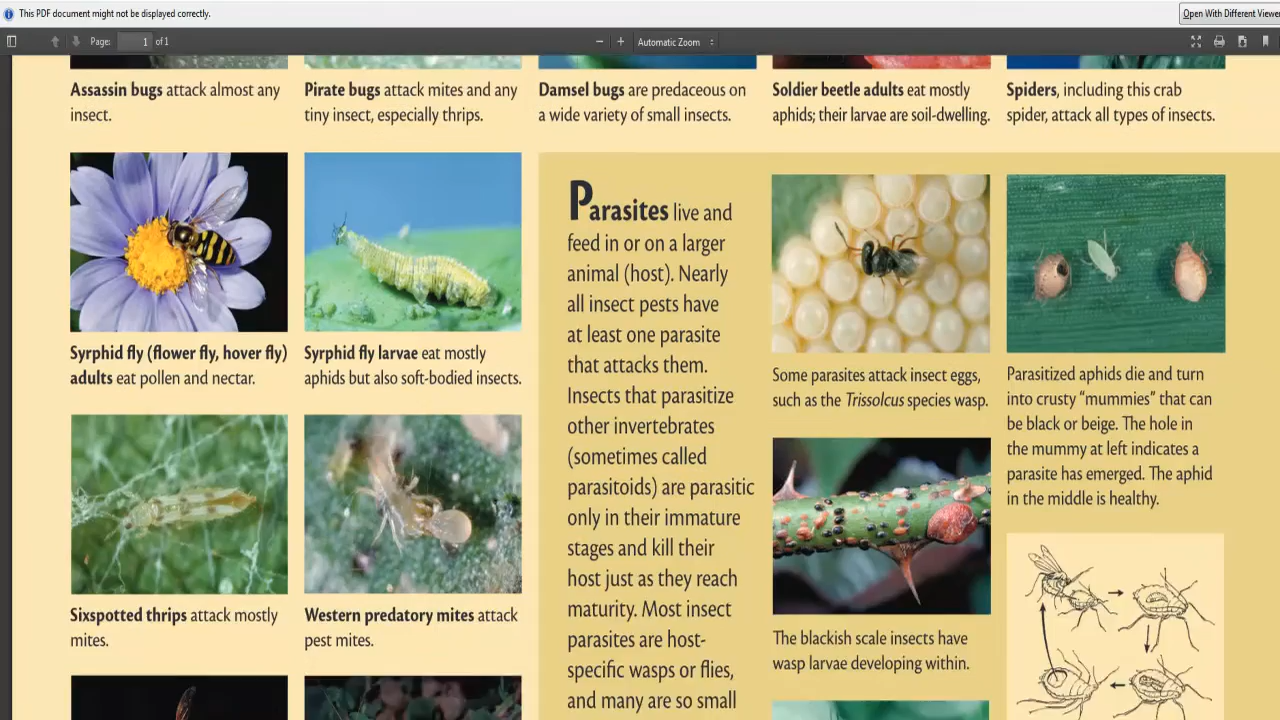 This PDF document might not be displayed correctly.
Open With Different Viewer
Page: 1 of 1
Automatic Zoom
Assassin bugs attack almost any
insect.
Pirate bugs attack mites and any
tiny insect, especially thrips.
Damsel bugs are predaceous on
a wide variety of small insects.
Soldier beetle adults eat mostly
aphids; their larvae are soil-dwelling.
Spiders, including this crab
spider, attack all types of insects.
Syrphid fly (flower fly, hover fly)
adults eat pollen and nectar.
Syrphid fly larvae eat mostly
aphids but also soft-bodied insects.
Sixspotted thrips attack mostly
mites.
Western predatory mites attack
pest mites.
Parasites live and
feed in or on a larger
animal (host). Nearly
all insect pests have
at least one parasite
that attacks them.
Insects that parasitize
other invertebrates
(sometimes called
parasitoids) are parasitic
only in their immature
stages and kill their
host just as they reach
maturity. Most insect
parasites are host-
specific wasps or flies,
and many are so small
Some parasites attack insect eggs,
such as the Trissolcus species wasp.
The blackish scale insects have
wasp larvae developing within.
Parasitized aphids die and turn
into crusty “mummies” that can
be black or beige. The hole in
the mummy at left indicates a
parasite has emerged. The aphid
in the middle is healthy.